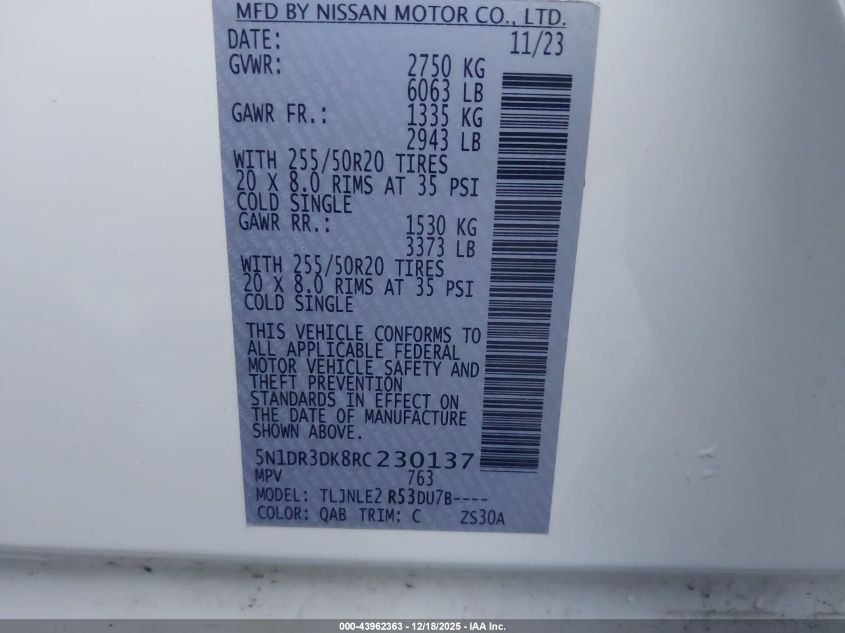 MFD BY NISSAN MOTOR CO., LTD.
DATE: 11/23
GVWR: 2750 KG
6063 LB
GAWR FR.: 1335 KG
2943 LB
WITH 255/50R20 TIRES
20 X 8.0 RIMS AT 35 PSI
COLD SINGLE
GAWR RR.: 1530 KG
3373 LB
WITH 255/50R20 TIRES
20 X 8.0 RIMS AT 35 PSI
COLD SINGLE
THIS VEHICLE CONFORMS TO
ALL APPLICABLE FEDERAL
MOTOR VEHICLE SAFETY AND
THEFT PREVENTION
STANDARDS IN EFFECT ON
THE DATE OF MANUFACTURE
SHOWN ABOVE.
5N1DR3DK8RC230137
MPV 763
MODEL: TLJNLE2 R53DU7B----
COLOR: QAB TRIM: C ZS30A
000-43962363 - 12/18/2025 - IAA Inc.